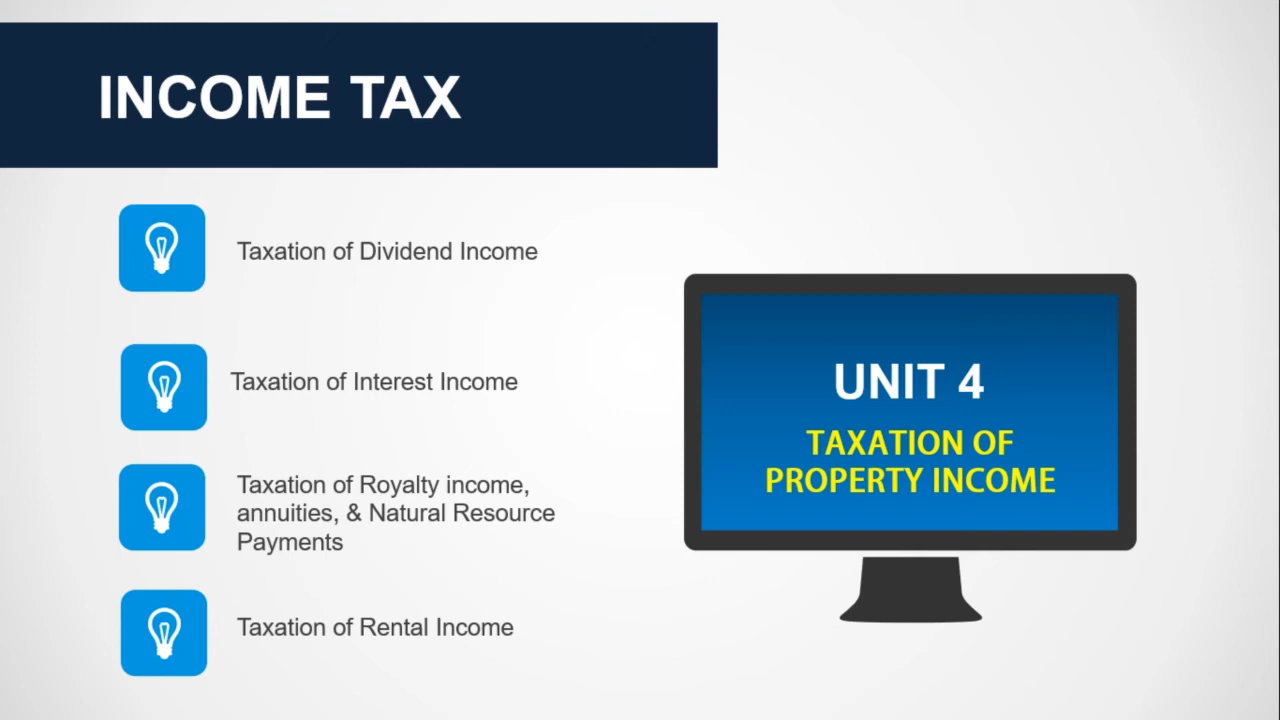 INCOME TAX
Taxation of Dividend Income
Taxation of Interest Income
Taxation of Royalty income,
annuities, & Natural Resource
Payments
Taxation of Rental Income
UNIT 4
TAXATION OF
PROPERTY INCOME